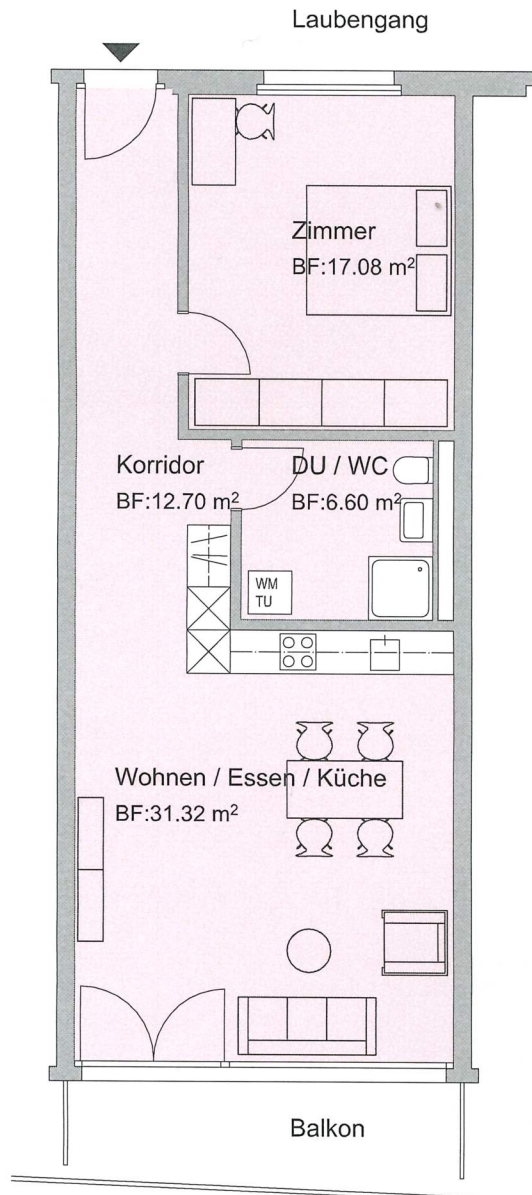 Laubengang
Zimmer
BF:17.08 m²
Korridor
BF:12.70 m²
DU / WC
BF:6.60 m²
WM
TU
Wohnen / Essen / Küche
BF:31.32 m²
Balkon